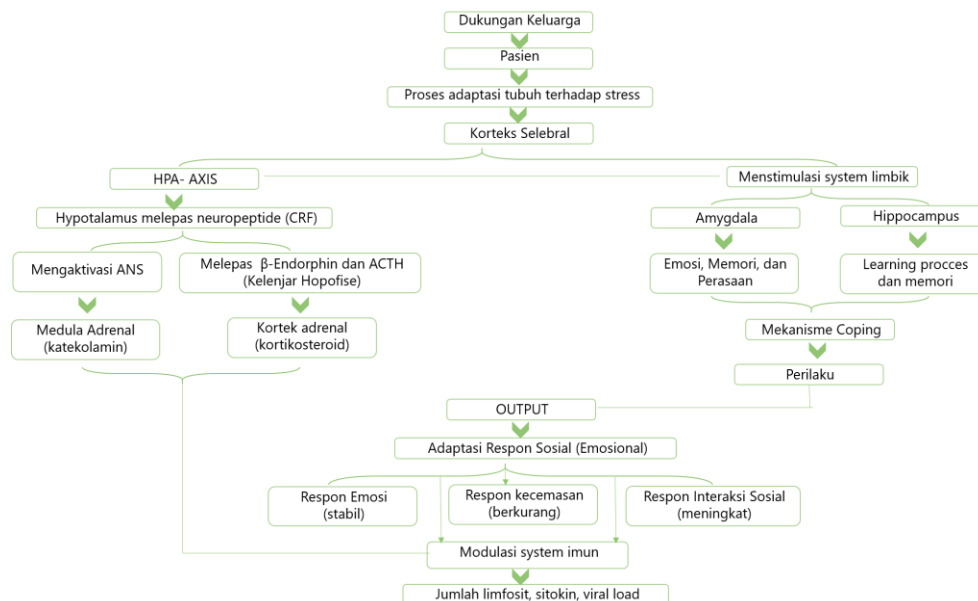 Dukungan Keluarga
Pasien
Proses adaptasi tubuh terhadap stress
Korteks Selebral
HPA- AXIS
Menstimulasi system limbik
Hypotalamus melepas neuropeptide (CRF)
Amygdala
Hippocampus
Mengaktivasi ANS
Melepas β-Endorphin dan ACTH
(Kelenjar Hopofise)
Emosi, Memori, dan
Perasaan
Learning procces
dan memori
Medula Adrenal
(katekolamin)
Kortek adrenal
(kortikosteroid)
Mekanisme Coping
Perilaku
OUTPUT
Adaptasi Respon Sosial (Emosional)
Respon Emosi
(stabil)
Respon kecemasan
(berkurang)
Respon Interaksi Sosial
(meningkat)
Modulasi system imun
Jumlah limfosit, sitokin, viral load